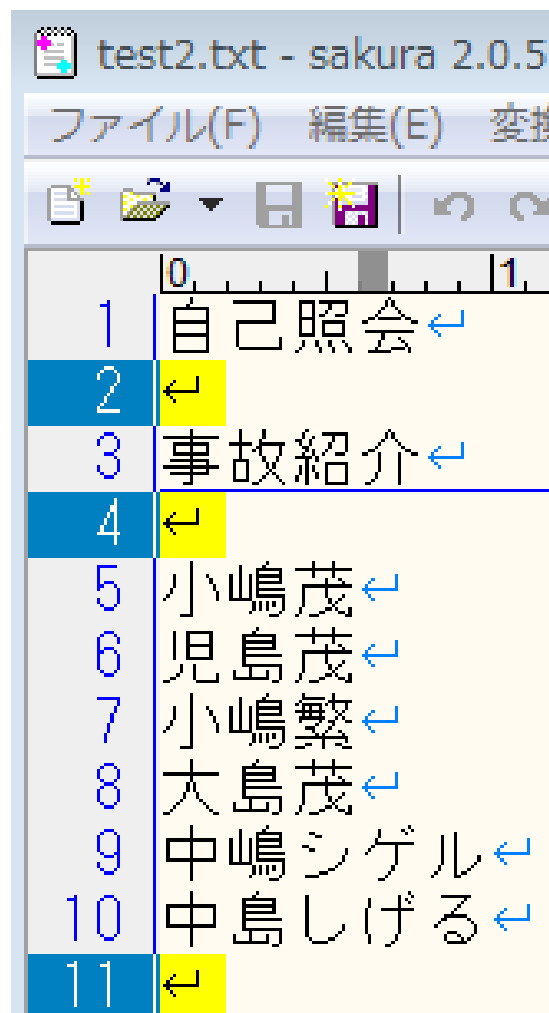 test2.txt - sakura 2.0.5
ファイル(F) 編集(E) 変換
0 1
1 自己照会↵
2 ↵
3 事故紹介↵
4 ↵
5 小嶋茂↵
6 児島茂↵
7 小嶋繁↵
8 大島茂↵
9 中嶋シゲル↵
10 中島しげる↵
11 ↵